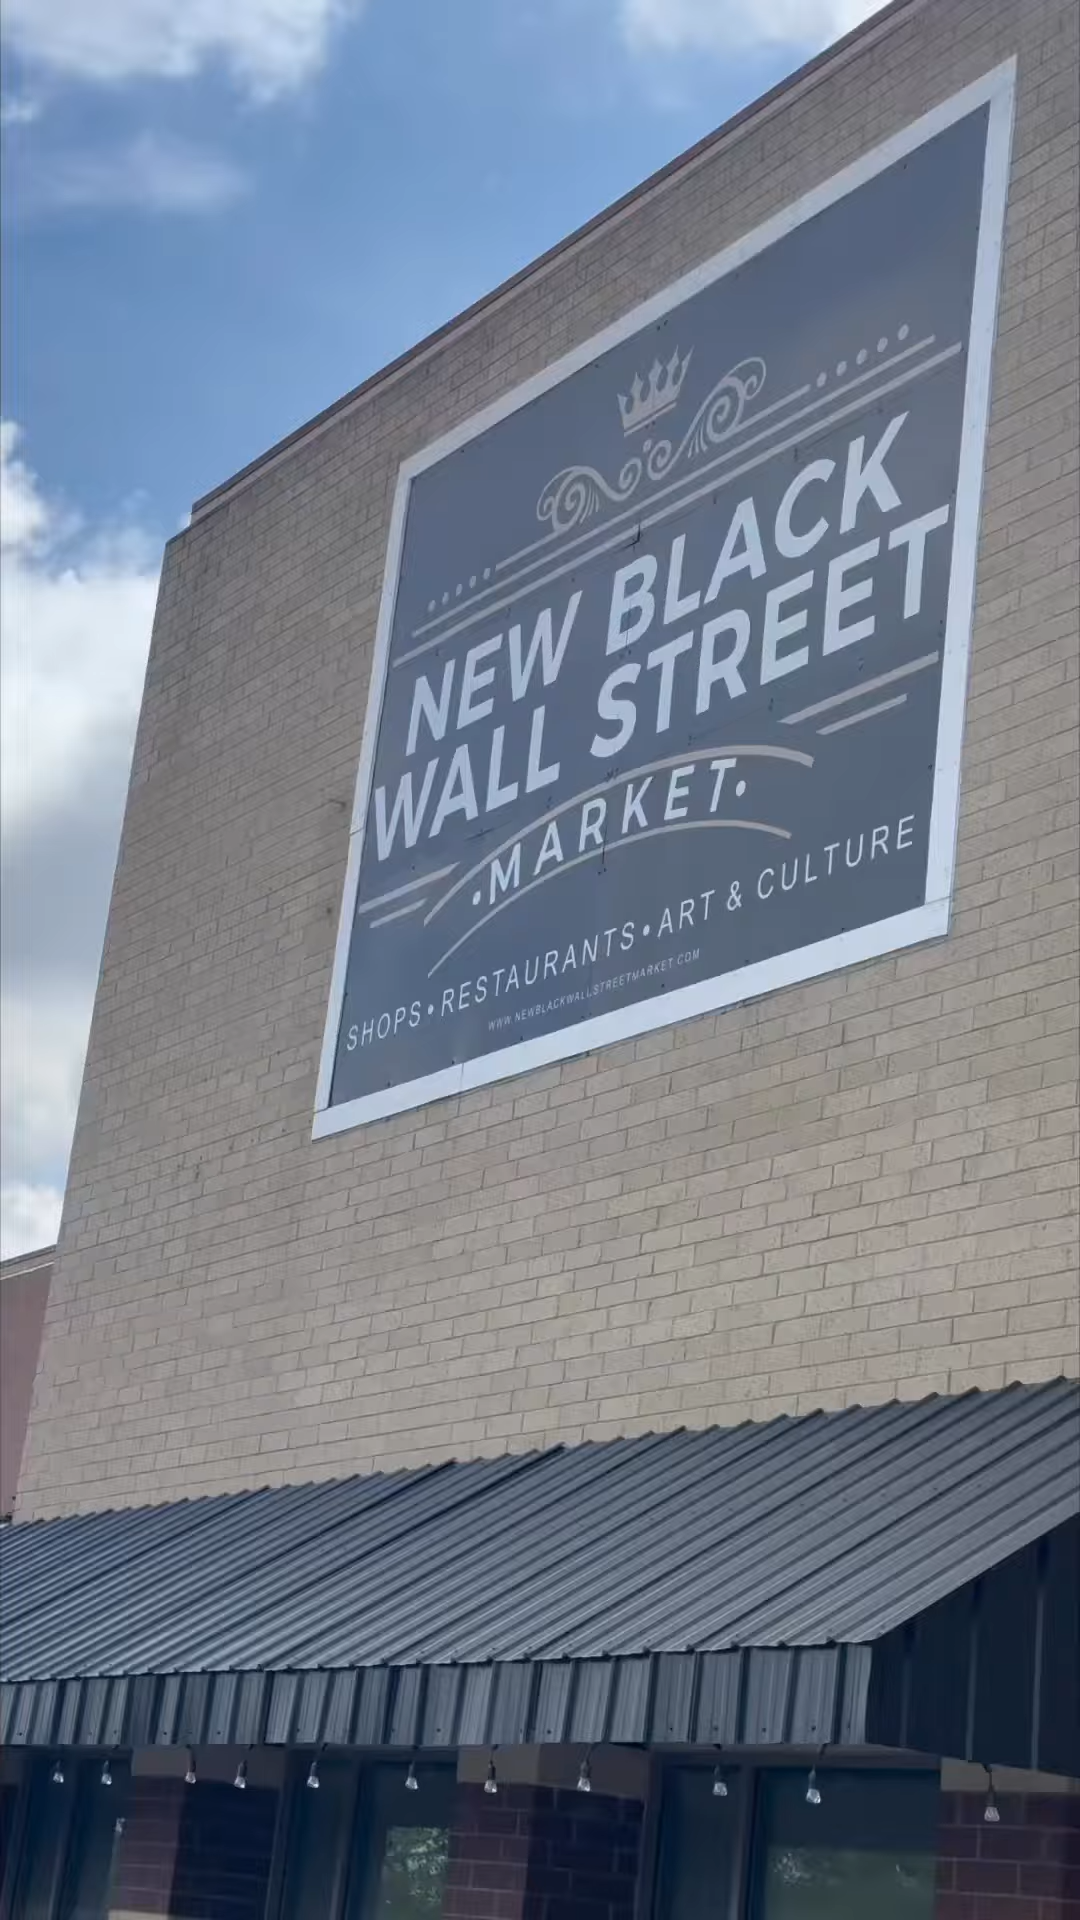 NEW BLACK
WALL STREET
•MARKET•
SHOPS•RESTAURANTS•ART & CULTURE
WWW.NEWBLACKWALLSTREETMARKET.COM